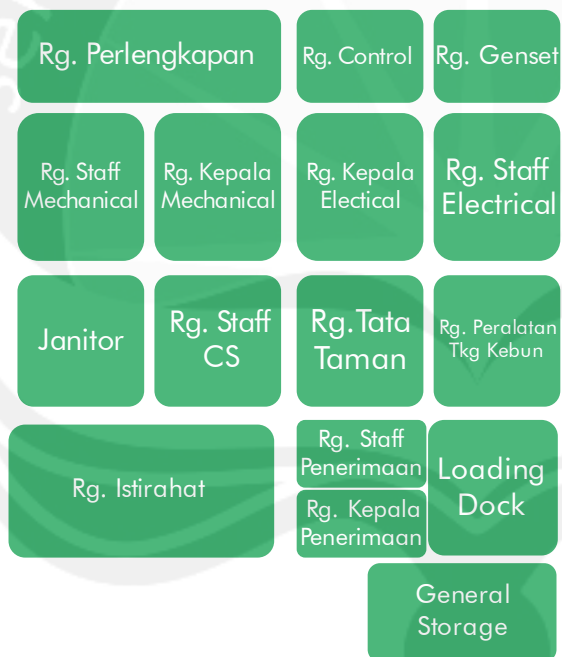 Rg. Perlengkapan
Rg. Control
Rg. Genset
Rg. Staff
Mechanical
Rg. Kepala
Mechanical
Rg. Kepala
Electical
Rg. Staff
Electrical
Janitor
Rg. Staff
CS
Rg.Tata
Taman
Rg. Peralatan
Tkg Kebun
Rg. Istirahat
Rg. Staff
Penerimaan
Rg. Kepala
Penerimaan
Loading
Dock
General
Storage